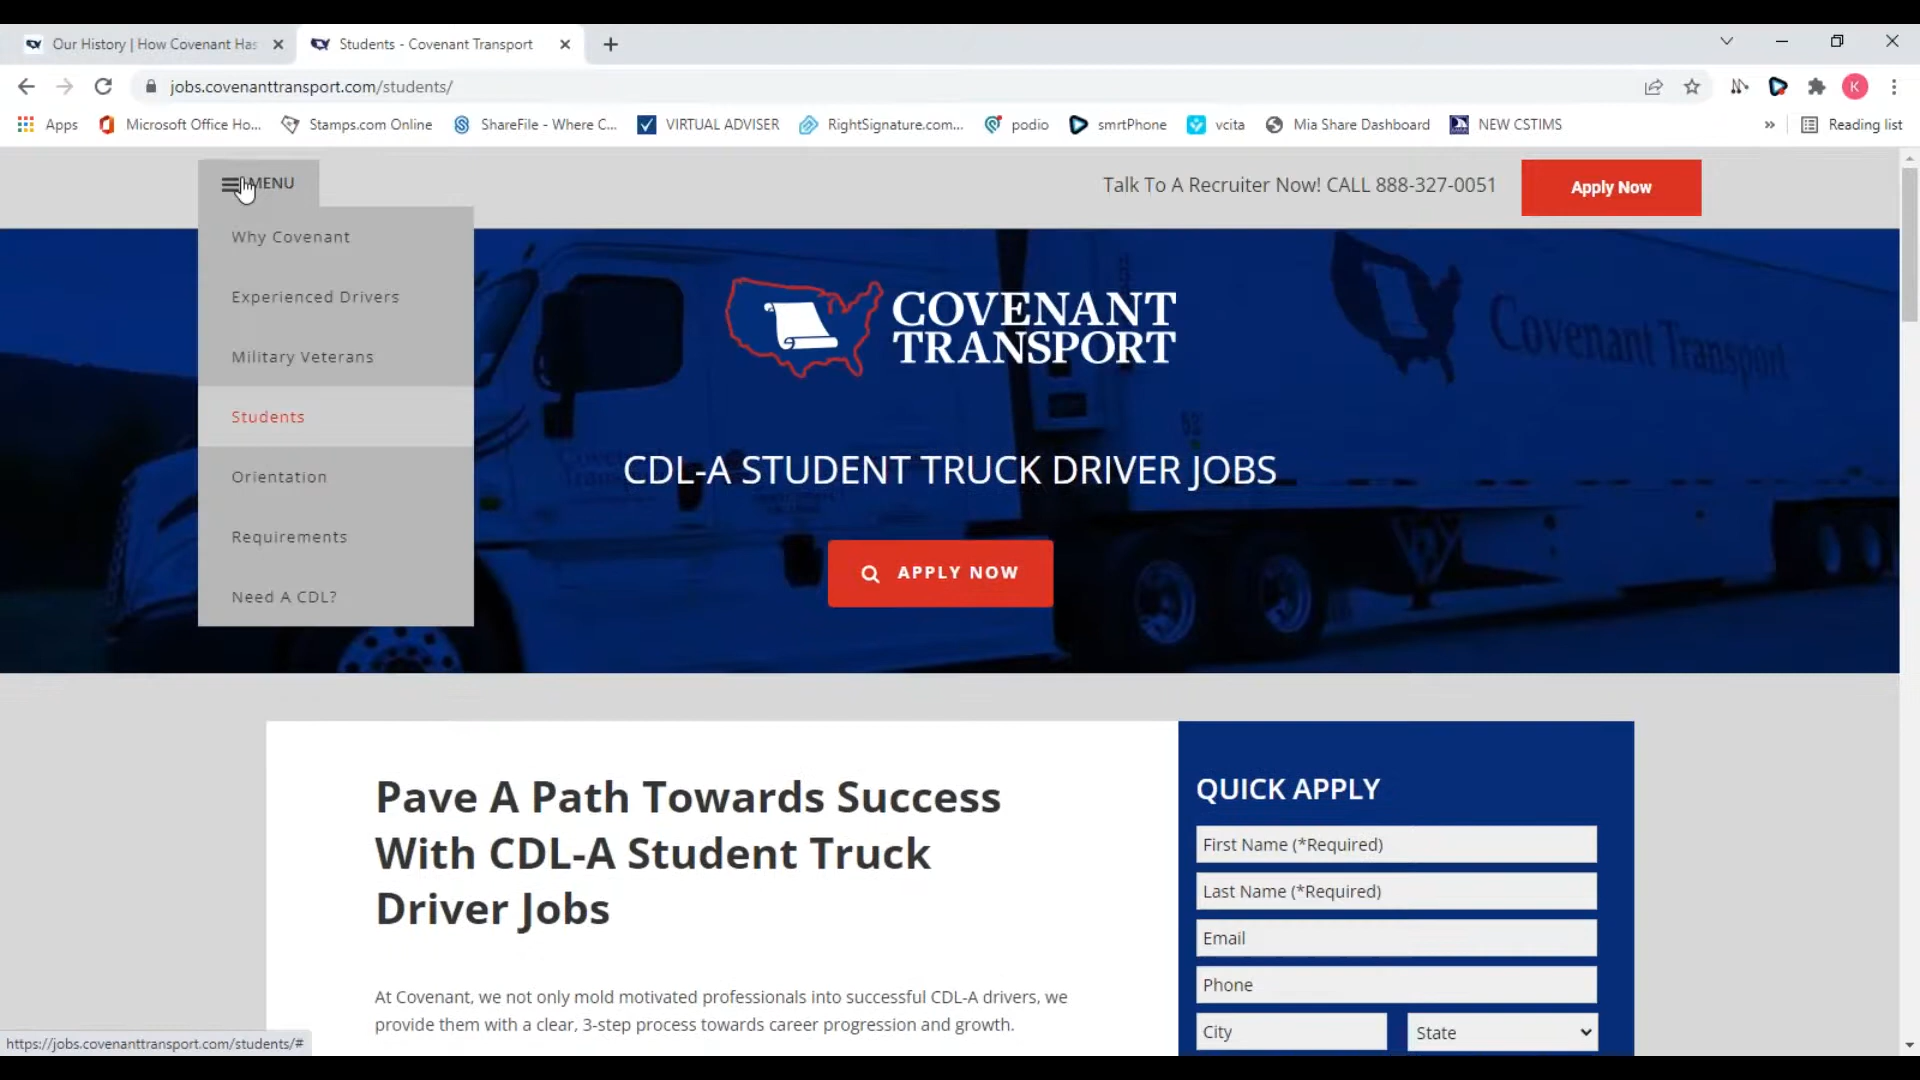 Our History | How Covenant Has
Students - Covenant Transport
jobs.covenanttransport.com/students/
K
Apps
Microsoft Office Ho...
Stamps.com Online
ShareFile - Where C...
VIRTUAL ADVISER
RightSignature.com...
podio
smrtPhone
vcita
Mia Share Dashboard
NEW CSTIMS
»
Reading list
MENU
Talk To A Recruiter Now! CALL 888-327-0051
Apply Now
Why Covenant
Experienced Drivers
Military Veterans
Students
Orientation
Requirements
Need A CDL?
COVENANT
TRANSPORT
Covenant Transport
CDL-A STUDENT TRUCK DRIVER JOBS
APPLY NOW
Pave A Path Towards Success
With CDL-A Student Truck
Driver Jobs
At Covenant, we not only mold motivated professionals into successful CDL-A drivers, we
provide them with a clear, 3-step process towards career progression and growth.
QUICK APPLY
First Name (*Required)
Last Name (*Required)
Email
Phone
City
State
https://jobs.covenanttransport.com/students/#